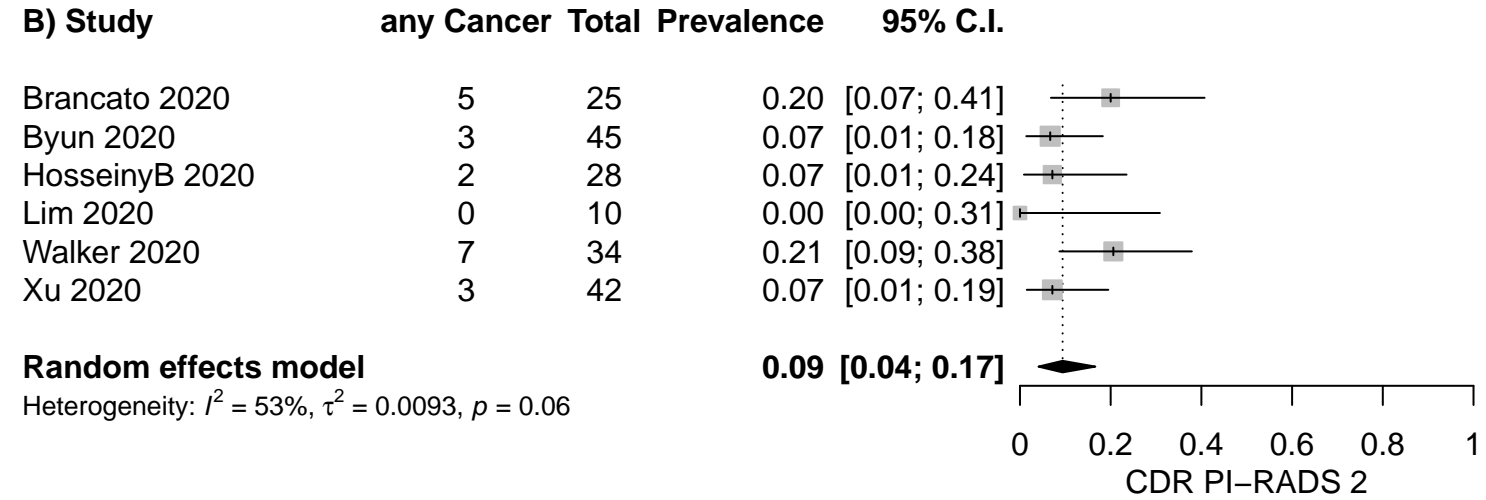 B) Study any Cancer Total Prevalence 95% C.I.
Brancato 2020 5 25 0.20 [0.07; 0.41]
Byun 2020 3 45 0.07 [0.01; 0.18]
HosseinyB 2020 2 28 0.07 [0.01; 0.24]
Lim 2020 0 10 0.00 [0.00; 0.31]
Walker 2020 7 34 0.21 [0.09; 0.38]
Xu 2020 3 42 0.07 [0.01; 0.19]
Random effects model 0.09 [0.04; 0.17]
Heterogeneity: I² = 53%, τ² = 0.0093, p = 0.06
0 0.2 0.4 0.6 0.8 1
CDR PI−RADS 2